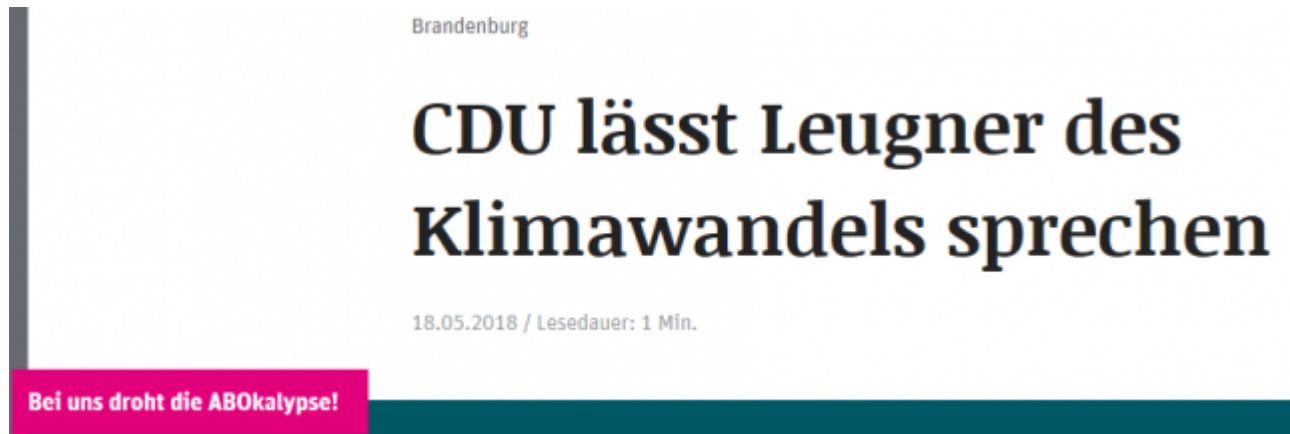 Brandenburg
CDU lässt Leugner des
Klimawandels sprechen
18.05.2018 / Lesedauer: 1 Min.
Bei uns droht die ABOkalypse!